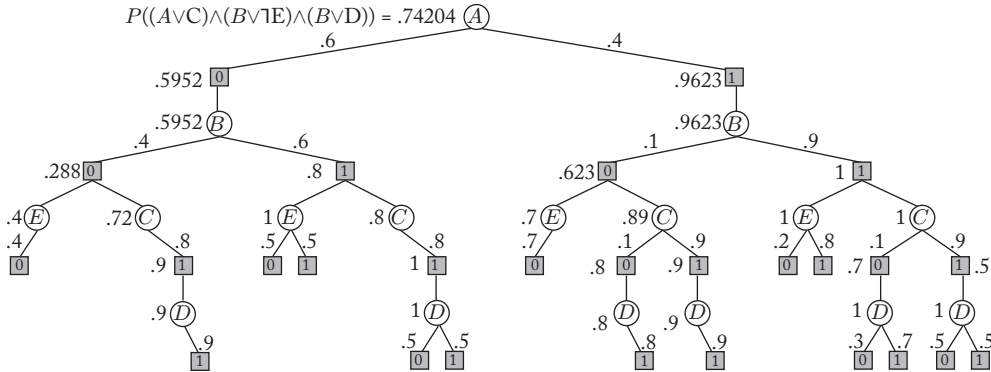 P((A∨C)∧(B∨ꓶE)∧(B∨D)) = .74204 A
.6 .4
.5952 0 .9623 1
.5952 B .9623 B
.4 .6 .1 .9
.288 0 .8 1 .623 0 1 1
.4 E .72 C 1 E .8 C .7 E .89 C 1 E 1 C
.4 .8 .5 .5 .8 .7 .1 .9 .2 .8 .1 .9
0 .9 1 0 1 1 1 0 .8 0 .9 1 0 1 .7 0 1 .5
.9 D 1 D .8 D .9 D 1 D 1 D
.9 .5 .5 .8 .9 .3 .7 .5 .5
1 0 1 1 1 0 1 0 1